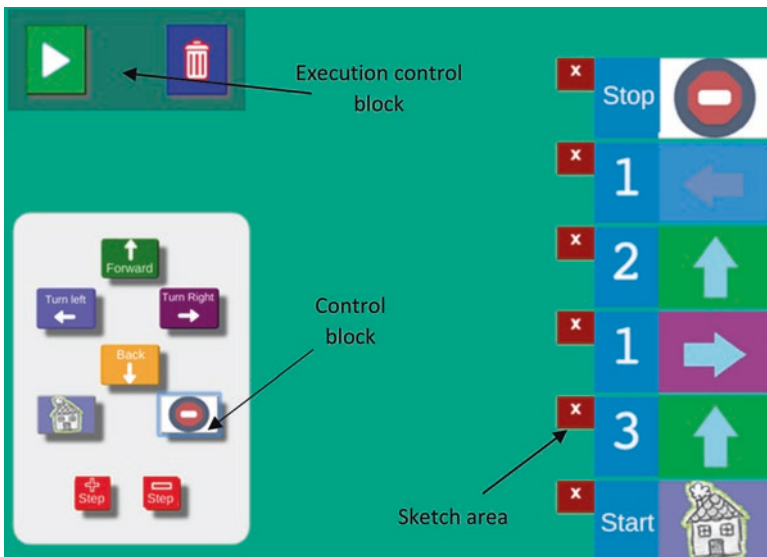 Execution control
block
x
Stop
x
1
x
2
x
1
x
3
x
Start
Forward
Turn left
Turn Right
Back
Step
Step
Control
block
Sketch area